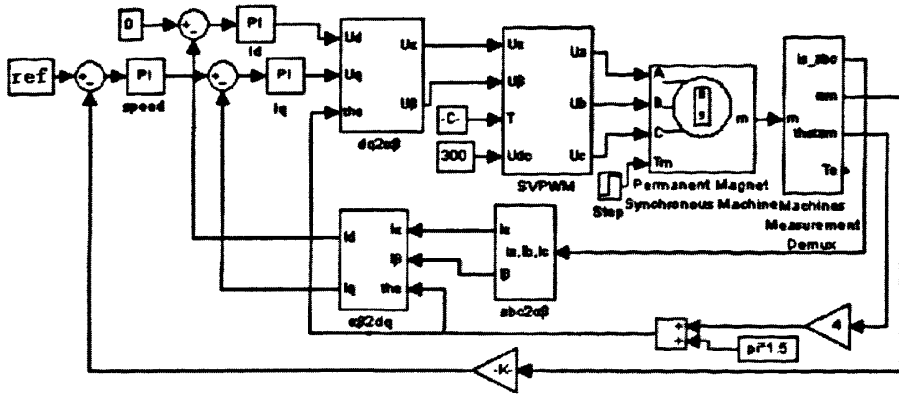 0
PI
Id
ref
PI
speed
PI
Iq
Ud
Uq
the
Uα
Uβ
dq2αβ
-C-
300
Uα
Uβ
T
Udc
Ua
Ub
Uc
SVPWM
Step
A
B
C
Tm
m
Permanent Magnet
Synchronous Machine
m
is_abc
wm
thetam
Te
Machines
Measurement
Demux
Id
Iq
Iα
Iβ
the
αβ2dq
Iα
Iβ
Ia,Ib,Ic
abc2αβ
+
+
4
pi*1.5
-K-